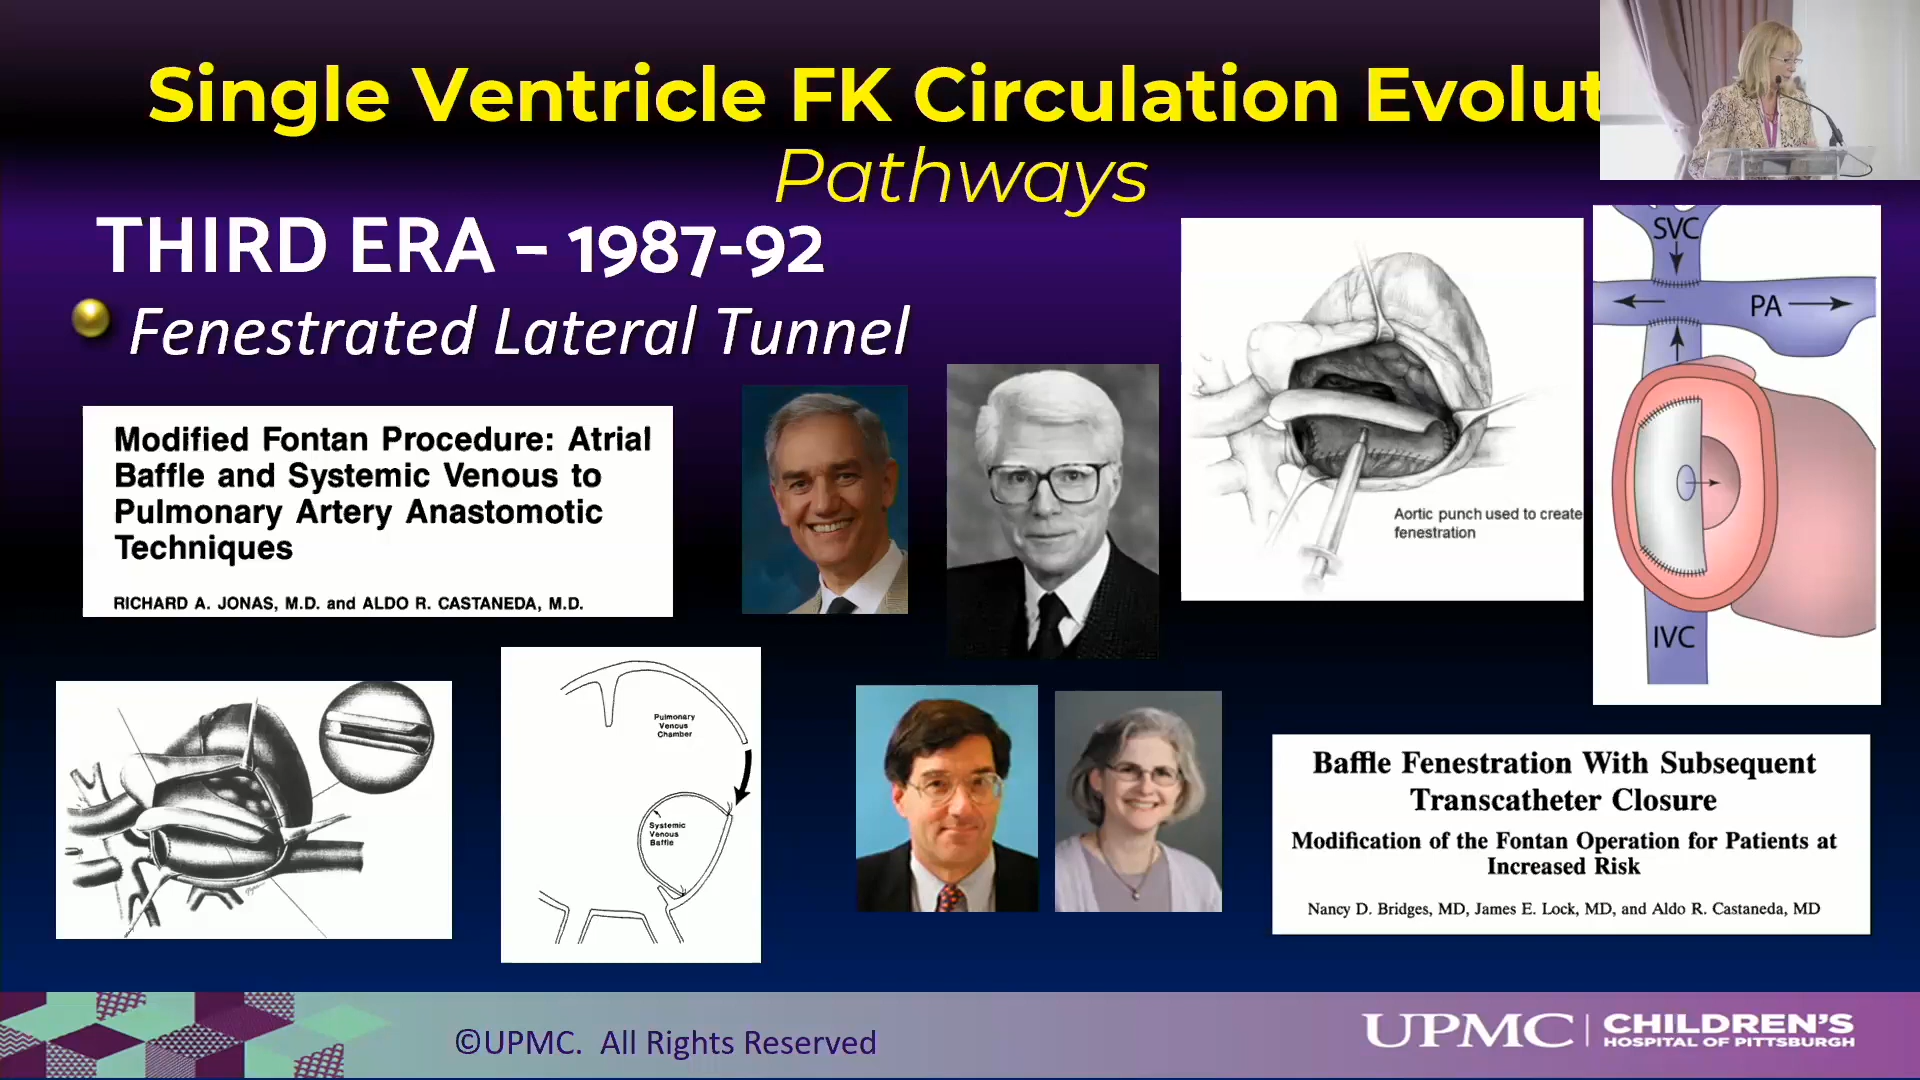 Single Ventricle FK Circulation Evolut
Pathways
THIRD ERA – 1987-92
Fenestrated Lateral Tunnel
Modified Fontan Procedure: Atrial
Baffle and Systemic Venous to
Pulmonary Artery Anastomotic
Techniques
RICHARD A. JONAS, M.D. and ALDO R. CASTANEDA, M.D.
Aortic punch used to create
fenestration
SVC
PA
IVC
Pulmonary
Venous
Chamber
Systemic
Venous
Baffle
Baffle Fenestration With Subsequent
Transcatheter Closure
Modification of the Fontan Operation for Patients at
Increased Risk
Nancy D. Bridges, MD, James E. Lock, MD, and Aldo R. Castaneda, MD
©UPMC. All Rights Reserved
UPMC | CHILDREN'S
HOSPITAL OF PITTSBURGH